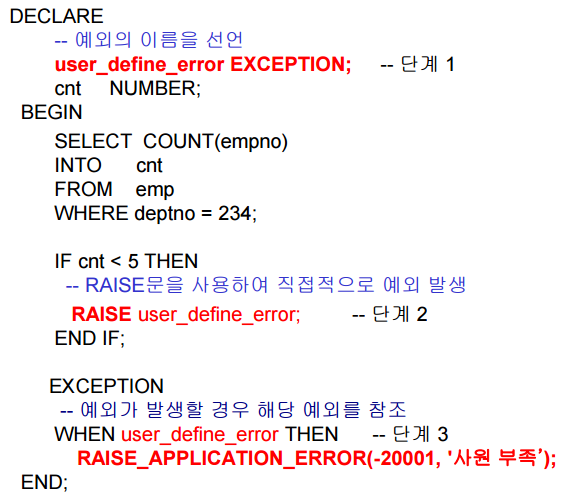 DECLARE
-- 예외의 이름을 선언
user_define_error EXCEPTION; -- 단계 1
cnt NUMBER;
BEGIN
SELECT COUNT(empno)
INTO cnt
FROM emp
WHERE deptno = 234;
IF cnt < 5 THEN
-- RAISE문을 사용하여 직접적으로 예외 발생
RAISE user_define_error; -- 단계 2
END IF;
EXCEPTION
-- 예외가 발생할 경우 해당 예외를 참조
WHEN user_define_error THEN -- 단계 3
RAISE_APPLICATION_ERROR(-20001, '사원 부족’);
END;